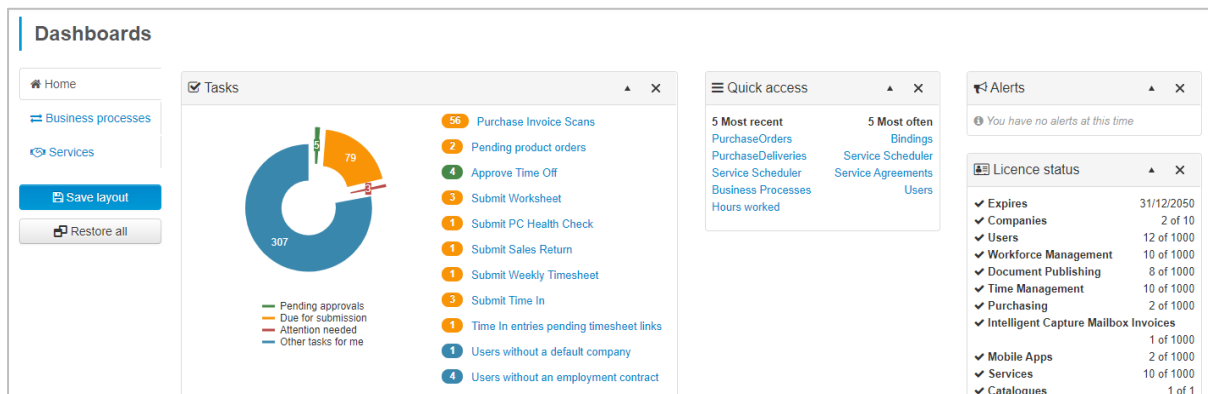 Dashboards
Home
Business processes
Services
Save layout
Restore all
Tasks
5
79
3
307
Pending approvals
Due for submission
Attention needed
Other tasks for me
56 Purchase Invoice Scans
2 Pending product orders
4 Approve Time Off
3 Submit Worksheet
1 Submit PC Health Check
1 Submit Sales Return
1 Submit Weekly Timesheet
3 Submit Time In
1 Time In entries pending timesheet links
1 Users without a default company
4 Users without an employment contract
Quick access
5 Most recent 5 Most often
PurchaseOrders Bindings
PurchaseDeliveries Service Scheduler
Service Scheduler Service Agreements
Business Processes Users
Hours worked
Alerts
You have no alerts at this time
Licence status
Expires 31/12/2050
Companies 2 of 10
Users 12 of 1000
Workforce Management 10 of 1000
Document Publishing 8 of 1000
Time Management 10 of 1000
Purchasing 2 of 1000
Intelligent Capture Mailbox Invoices
1 of 1000
Mobile Apps 2 of 1000
Services 10 of 1000
Catalogues 1 of 1